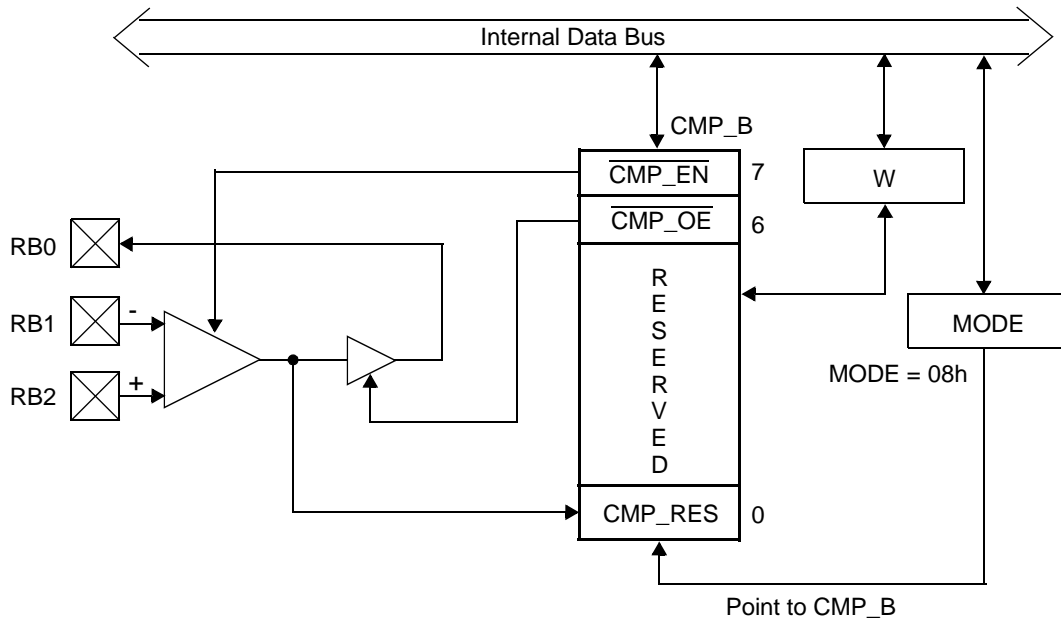 Internal Data Bus
CMP_B
CMP_EN 7
W
CMP_OE 6
RB0
RB1 -
RB2 +
RESERVED
MODE
MODE = 08h
CMP_RES 0
Point to CMP_B